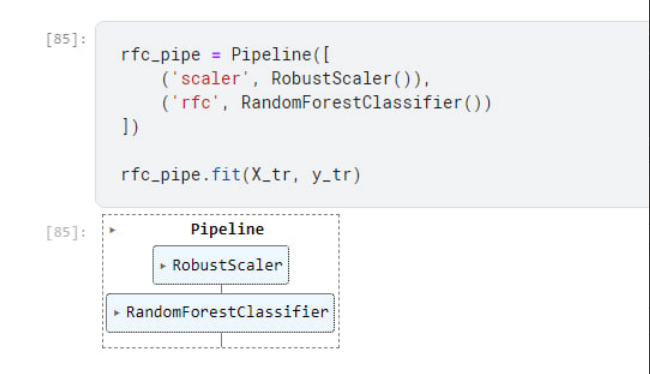 [85]:
rfc_pipe = Pipeline([
    ('scaler', RobustScaler()),
    ('rfc', RandomForestClassifier())
])
rfc_pipe.fit(X_tr, y_tr)
[85]:
▸ Pipeline
▸ RobustScaler
▸ RandomForestClassifier